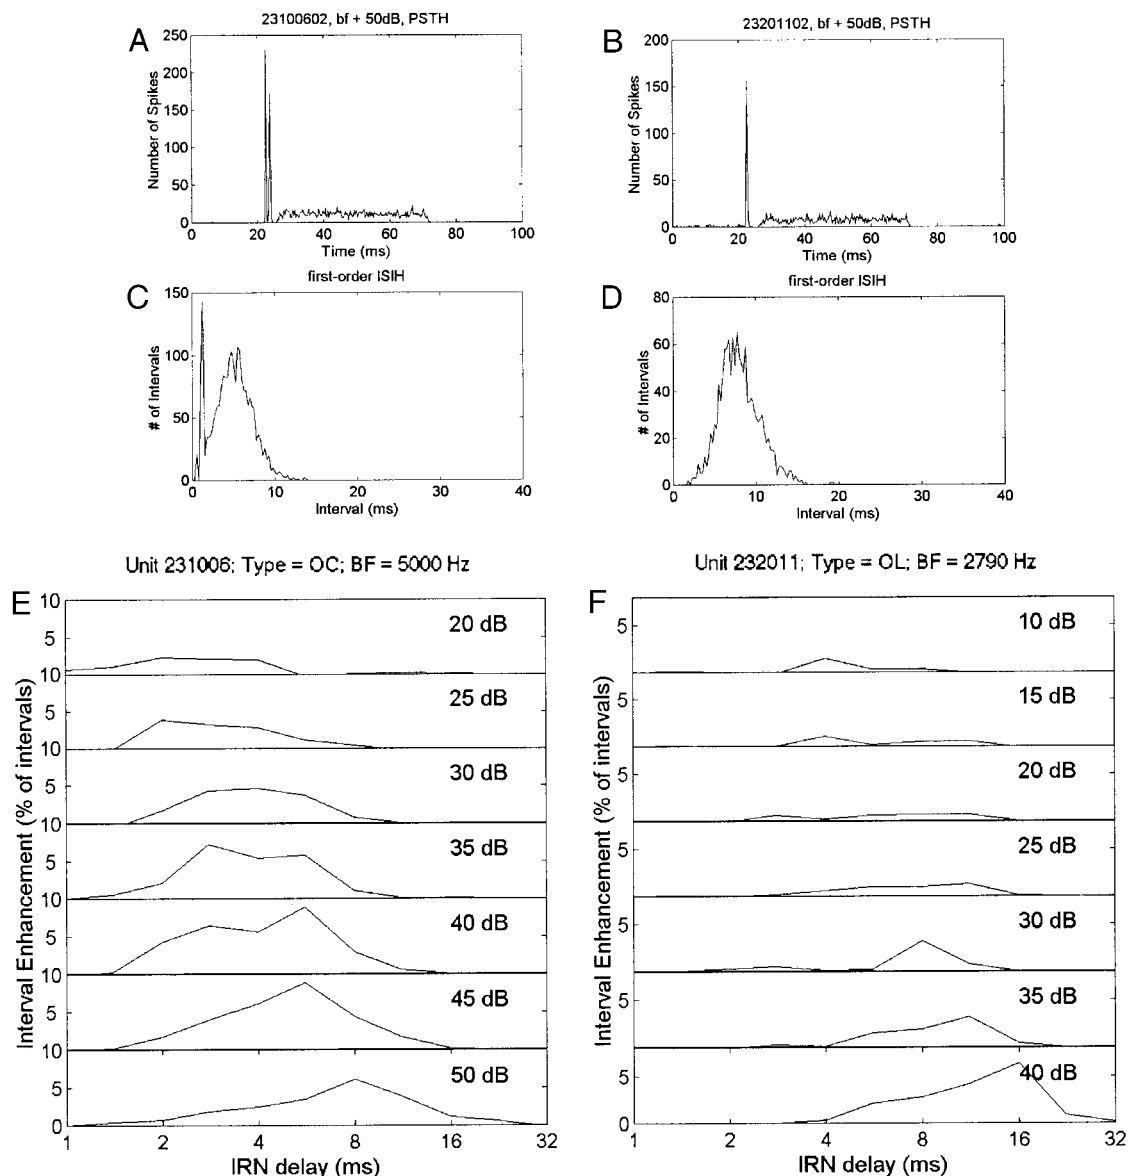 A
23100602, bf + 50dB, PSTH
Number of Spikes
250
200
150
100
50
0
0 20 40 60 80 100
Time (ms)
B
23201102, bf + 50dB, PSTH
Number of Spikes
200
150
100
50
0
0 20 40 60 80 100
Time (ms)
C
first-order ISIH
# of Intervals
150
100
50
0
0 10 20 30 40
Interval (ms)
D
first-order ISIH
# of Intervals
80
60
40
20
0
0 10 20 30 40
Interval (ms)
Unit 231006; Type = OC; BF = 5000 Hz
E
Interval Enhancement (% of intervals)
10
5
20 dB
10
5
25 dB
10
5
30 dB
10
5
35 dB
10
5
40 dB
10
5
45 dB
10
5
50 dB
0
1 2 4 8 16 32
IRN delay (ms)
Unit 232011; Type = OL; BF = 2790 Hz
F
Interval Enhancement (% of intervals)
5
10 dB
5
15 dB
5
20 dB
5
25 dB
5
30 dB
5
35 dB
5
40 dB
0
1 2 4 8 16 32
IRN delay (ms)